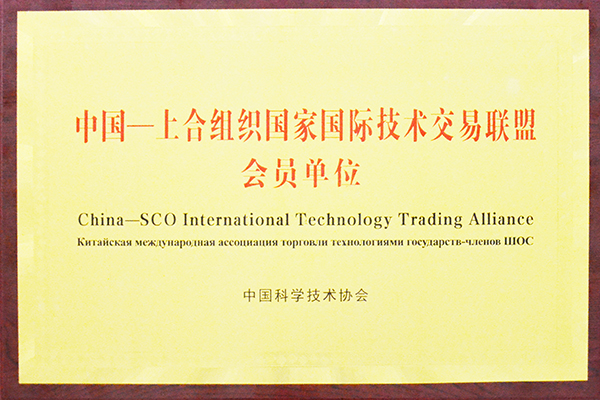 中国—上合组织国家国际技术交易联盟
会员单位
China—SCO International Technology Trading Alliance
Китайская международная ассоциация торговли технологиями государств-членов ШОС
中国科学技术协会